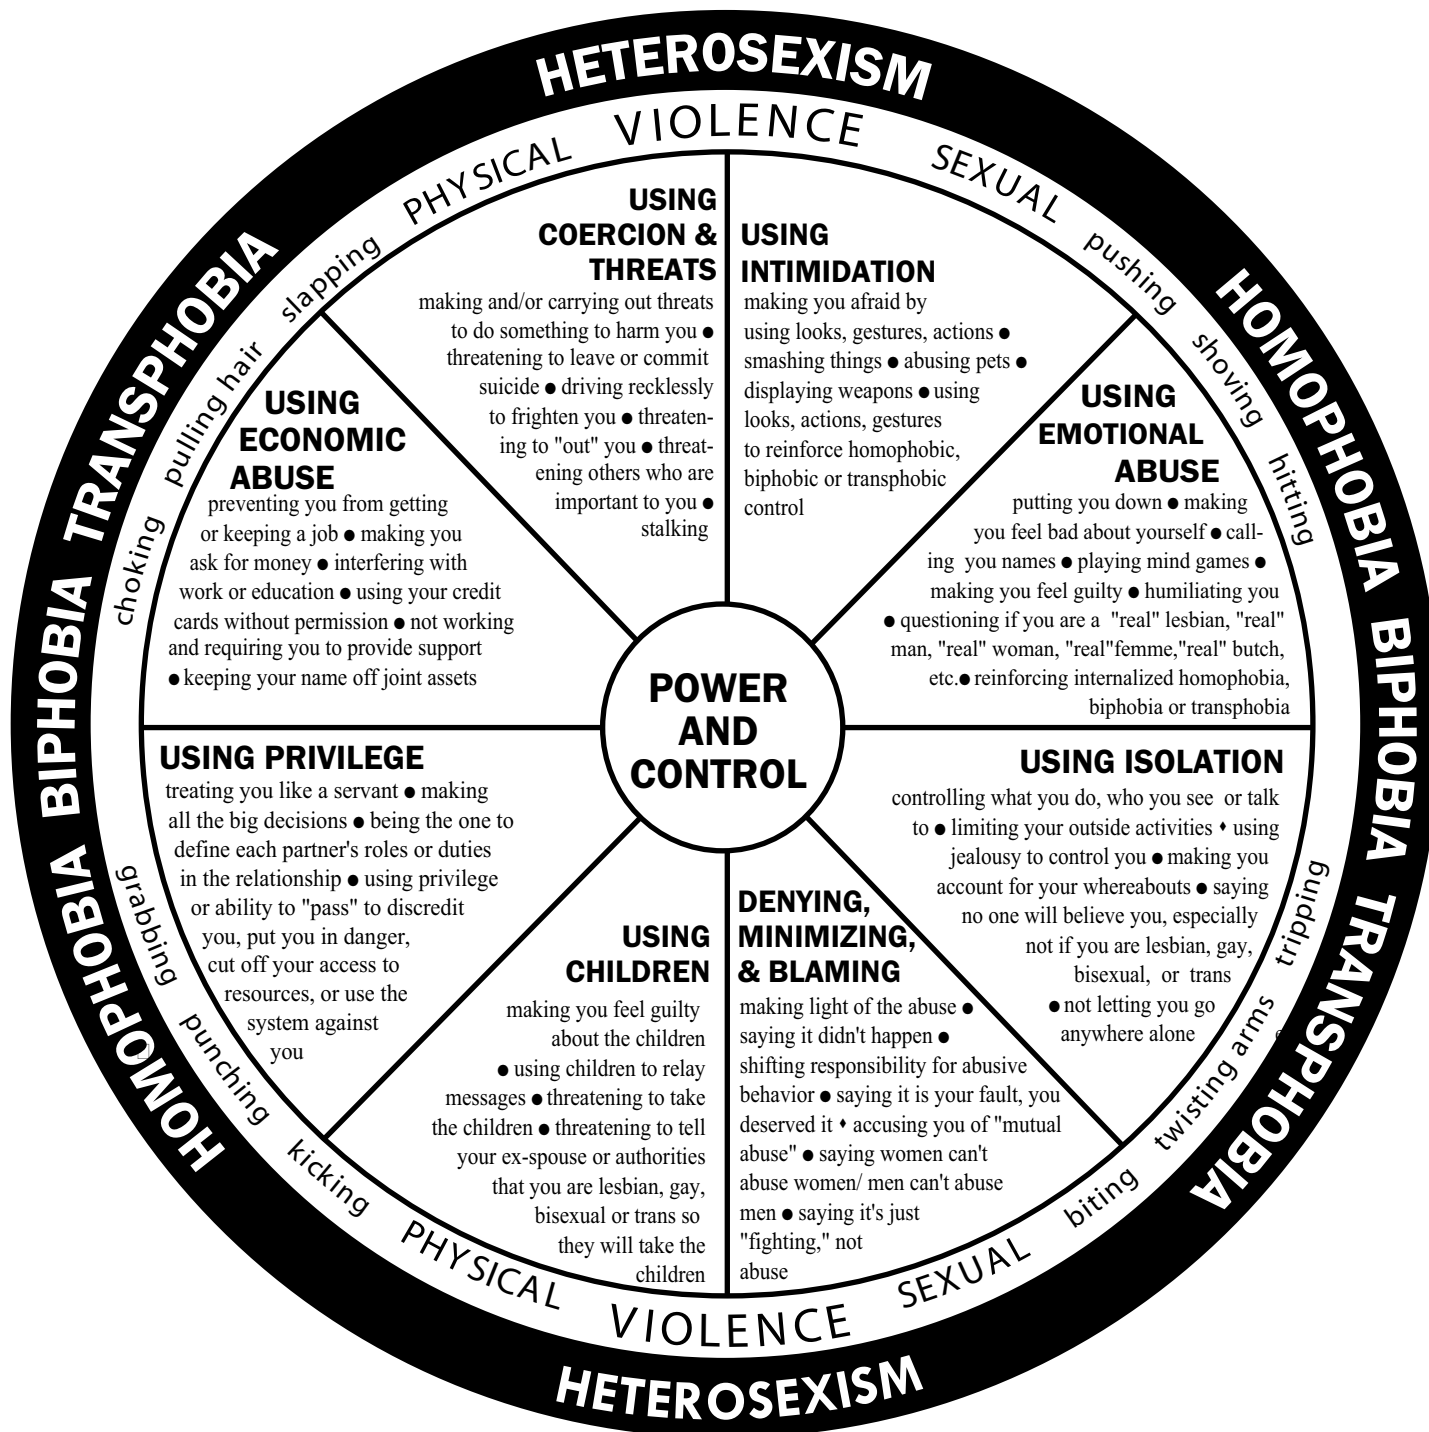 HETEROSEXISM
HOMOPHOBIA
BIPHOBIA
TRANSPHOBIA
HETEROSEXISM
HOMOPHOBIA
BIPHOBIA
TRANSPHOBIA
VIOLENCE
SEXUAL
pushing
shoving
hitting
tripping
twisting arms
biting
SEXUAL
VIOLENCE
PHYSICAL
kicking
punching
grabbing
choking
pulling hair
slapping
PHYSICAL
USING
COERCION &
THREATS
making and/or carrying out threats
to do something to harm you ●
threatening to leave or commit
suicide ● driving recklessly
to frighten you ● threaten-
ing to "out" you ● threat-
ening others who are
important to you ●
stalking
USING
INTIMIDATION
making you afraid by
using looks, gestures, actions ●
smashing things ● abusing pets ●
displaying weapons ● using
looks, actions, gestures
to reinforce homophobic,
biphobic or transphobic
control
USING
EMOTIONAL
ABUSE
putting you down ● making
you feel bad about yourself ● call-
ing you names ● playing mind games ●
making you feel guilty ● humiliating you
● questioning if you are a "real" lesbian, "real"
man, "real" woman, "real"femme,"real" butch,
etc.● reinforcing internalized homophobia,
biphobia or transphobia
USING ISOLATION
controlling what you do, who you see or talk
to ● limiting your outside activities ♦ using
jealousy to control you ● making you
account for your whereabouts ● saying
no one will believe you, especially
not if you are lesbian, gay,
bisexual, or trans
● not letting you go
anywhere alone
DENYING,
MINIMIZING,
& BLAMING
making light of the abuse ●
saying it didn't happen ●
shifting responsibility for abusive
behavior ● saying it is your fault, you
deserved it ♦ accusing you of "mutual
abuse" ● saying women can't
abuse women/ men can't abuse
men ● saying it's just
"fighting," not
abuse
USING
CHILDREN
making you feel guilty
about the children
● using children to relay
messages ● threatening to take
the children ● threatening to tell
your ex-spouse or authorities
that you are lesbian, gay,
bisexual or trans so
they will take the
children
USING PRIVILEGE
treating you like a servant ● making
all the big decisions ● being the one to
define each partner's roles or duties
in the relationship ● using privilege
or ability to "pass" to discredit
you, put you in danger,
cut off your access to
resources, or use the
system against
you
USING
ECONOMIC
ABUSE
preventing you from getting
or keeping a job ● making you
ask for money ● interfering with
work or education ● using your credit
cards without permission ● not working
and requiring you to provide support
● keeping your name off joint assets
POWER
AND
CONTROL